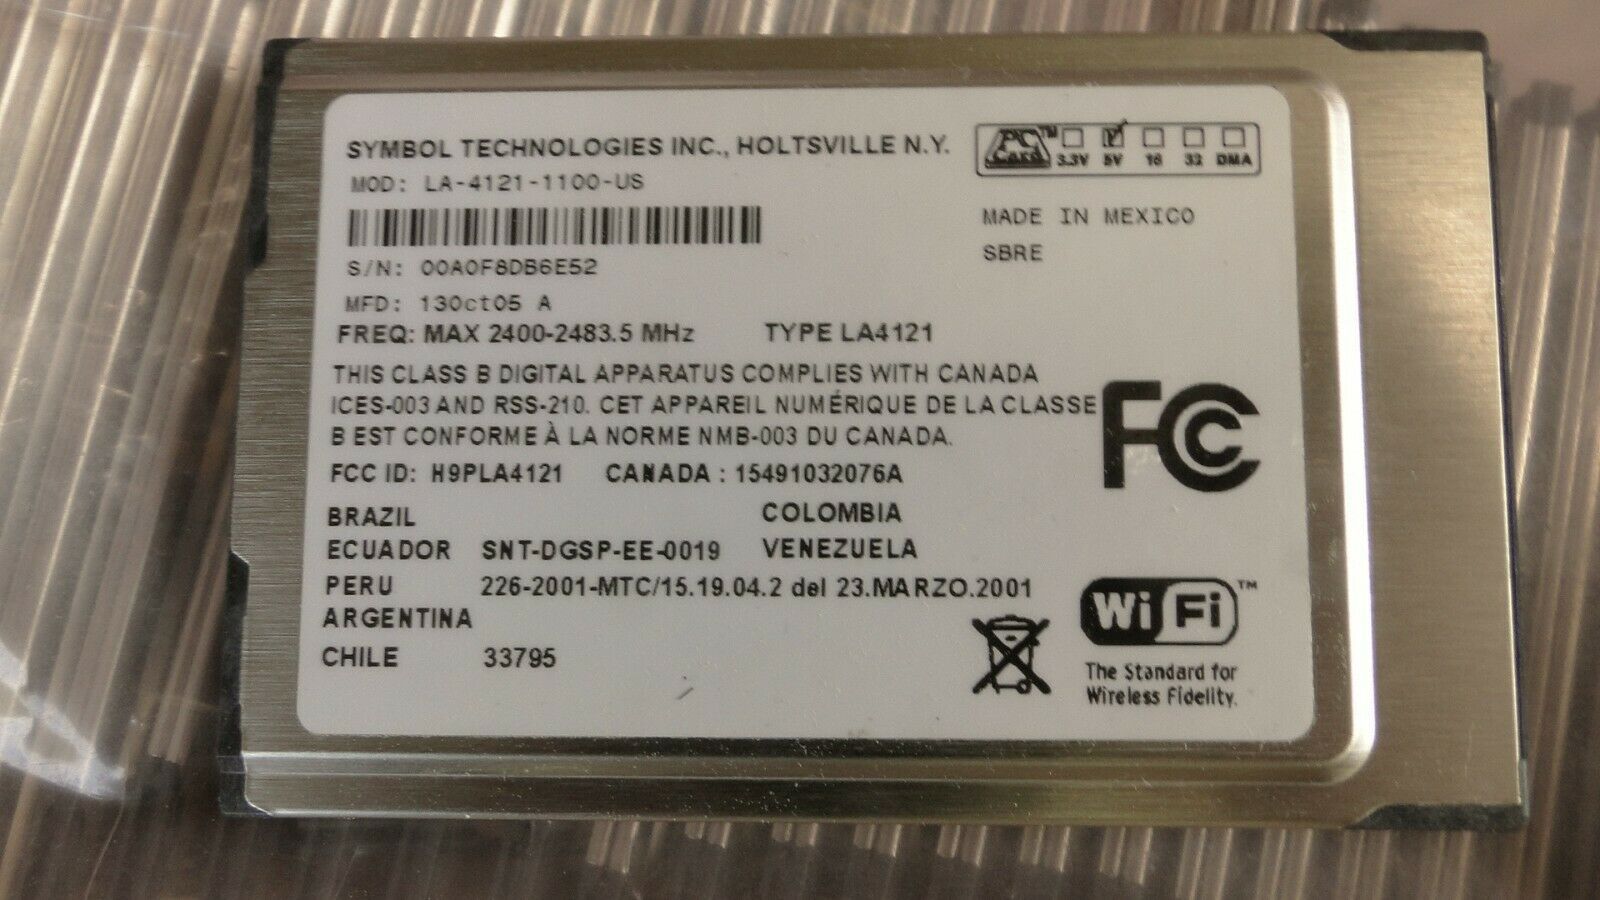 SYMBOL TECHNOLOGIES INC., HOLTSVILLE N.Y.
PC Card™ 3.3V 5V 16 32 DMA
MOD: LA-4121-1100-US
MADE IN MEXICO
S/N: 00A0F8DB6E52
SBRE
MFD: 13Oct05 A
FREQ: MAX 2400-2483.5 MHz TYPE LA4121
THIS CLASS B DIGITAL APPARATUS COMPLIES WITH CANADA
ICES-003 AND RSS-210. CET APPAREIL NUMÉRIQUE DE LA CLASSE
B EST CONFORME À LA NORME NMB-003 DU CANADA.
FC
FCC ID: H9PLA4121 CANADA : 15491032076A
BRAZIL COLOMBIA
ECUADOR SNT-DGSP-EE-0019 VENEZUELA
PERU 226-2001-MTC/15.19.04.2 del 23.MARZO.2001
ARGENTINA
CHILE 33795
Wi Fi™
The Standard for
Wireless Fidelity.